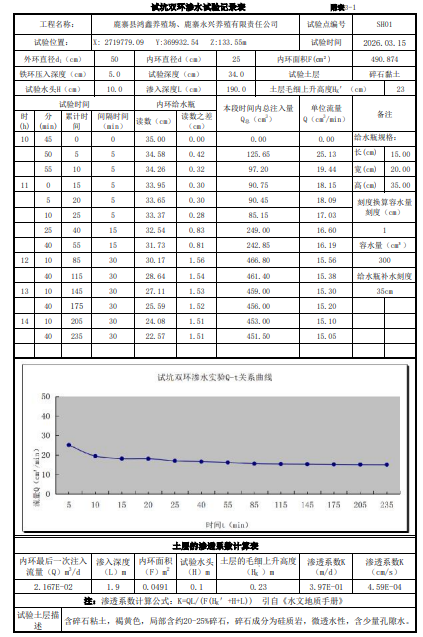 试坑双环渗水试验记录表 附表3-1
工程名称： 鹿寨县鸿鑫养殖场、鹿寨永兴养殖有限责任公司 试验点编号 SH01
试验位置： X: 2719779.09 Y:369932.54 Z:133.55m 试验时间 2026.03.15
外环直径d₁（cm） 50 内环直径d（cm） 25 内环面积F(cm²) 490.874
铁环压入深度（cm） 5.0 试验深度（cm） 34.0 试验土层 碎石黏土
试验水头H（cm） 10.0 渗入深度L（cm） 190.0 土层毛细上升高度Hₖ′（cm） 23
试验时间 内环给水瓶 本段时间内总注入量 Q总（cm³） 单位流量 Q（cm³/min） 备注
时(h) 分(min) 累计时间 间隔时间（min） 读数（cm） 读数之差（cm）
10 45 0 0 35.00 0.00 0.00 0.00 给水瓶规格：
50 5 5 34.58 0.42 125.65 25.13 长(cm) 15.00
55 10 5 34.26 0.32 97.20 19.44 宽(cm) 20.00
11 0 15 5 33.95 0.30 90.75 18.15 高(cm) 35.00
5 20 5 33.65 0.30 90.45 18.09 刻度换算容水量
10 25 5 33.37 0.28 85.15 17.03 刻度（cm）
25 40 15 32.54 0.83 249.00 16.60 1
40 55 15 31.73 0.81 242.85 16.19 容水量（cm³）
12 10 85 30 30.17 1.56 466.80 15.56 300
40 115 30 28.64 1.54 461.40 15.38 给水瓶补水刻度
13 10 145 30 27.11 1.53 459.00 15.30 35cm
40 175 30 25.59 1.52 456.00 15.20
14 10 205 30 24.08 1.51 453.00 15.10
40 235 30 22.57 1.51 451.50 15.05
试坑双环渗水实验Q-t关系曲线
流量Q（cm³/min）
50
40
30
20
10
0
5 10 15 20 25 40 55 85 115 145 175 205 235
时间t（min）
土层的渗透系数计算表
内环最后一次注入流量（Q）m³/d 渗入深度（L）m 内环面积（F）m² 试验水头（H）m 土层的毛细上升高度（Hₖ）m 渗透系数K（m/d） 渗透系数K（cm/s）
2.167E-02 1.9 0.0491 0.1 0.23 3.97E-01 4.59E-04
注：渗透系数计算公式：K=QL/(F(Hₖ′+H+L)) 引自《水文地质手册》
试验土层描述 含碎石粘土，褐黄色，局部含约20-25%碎石，碎石成分为硅质岩，微透水性，含少量孔隙水。